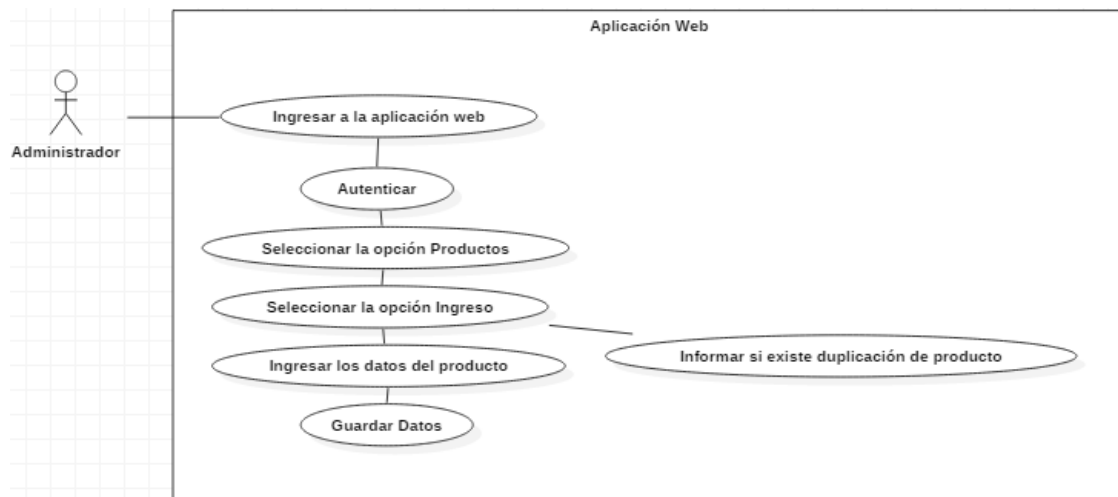 Aplicación Web
Administrador
Ingresar a la aplicación web
Autenticar
Seleccionar la opción Productos
Seleccionar la opción Ingreso
Ingresar los datos del producto
Informar si existe duplicación de producto
Guardar Datos